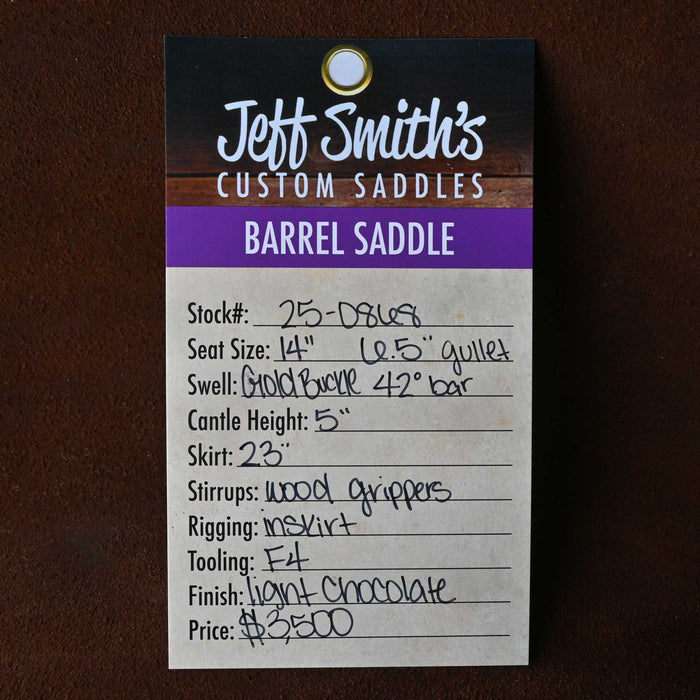 Jeff Smith's
CUSTOM SADDLES
BARREL SADDLE
Stock#: 25-0868
Seat Size: 14" 6.5" gullet
Swell: Gold Buckle 42° bar
Cantle Height: 5"
Skirt: 23"
Stirrups: wood grippers
Rigging: inskirt
Tooling: F4
Finish: light chocolate
Price: $3,500